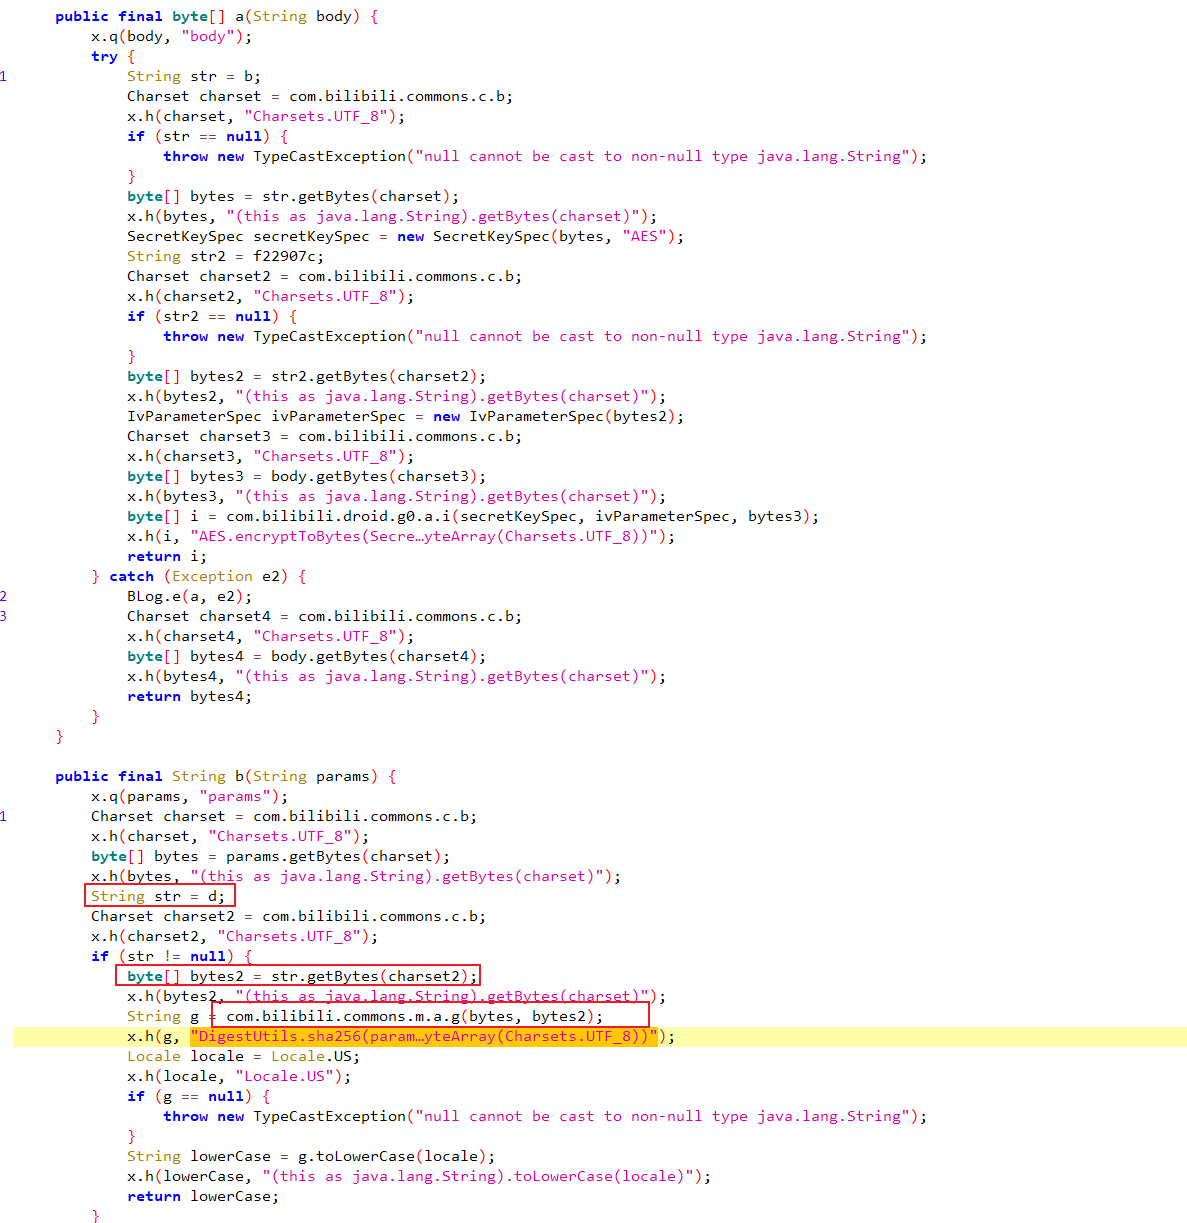 public final byte[] a(String body) {
x.q(body, "body");
try {
1 String str = b;
Charset charset = com.bilibili.commons.c.b;
x.h(charset, "Charsets.UTF_8");
if (str == null) {
throw new TypeCastException("null cannot be cast to non-null type java.lang.String");
}
byte[] bytes = str.getBytes(charset);
x.h(bytes, "(this as java.lang.String).getBytes(charset)");
SecretKeySpec secretKeySpec = new SecretKeySpec(bytes, "AES");
String str2 = f22907c;
Charset charset2 = com.bilibili.commons.c.b;
x.h(charset2, "Charsets.UTF_8");
if (str2 == null) {
throw new TypeCastException("null cannot be cast to non-null type java.lang.String");
}
byte[] bytes2 = str2.getBytes(charset2);
x.h(bytes2, "(this as java.lang.String).getBytes(charset)");
IvParameterSpec ivParameterSpec = new IvParameterSpec(bytes2);
Charset charset3 = com.bilibili.commons.c.b;
x.h(charset3, "Charsets.UTF_8");
byte[] bytes3 = body.getBytes(charset3);
x.h(bytes3, "(this as java.lang.String).getBytes(charset)");
byte[] i = com.bilibili.droid.g0.a.i(secretKeySpec, ivParameterSpec, bytes3);
x.h(i, "AES.encryptToBytes(Secre…yteArray(Charsets.UTF_8))");
return i;
} catch (Exception e2) {
2 BLog.e(a, e2);
3 Charset charset4 = com.bilibili.commons.c.b;
x.h(charset4, "Charsets.UTF_8");
byte[] bytes4 = body.getBytes(charset4);
x.h(bytes4, "(this as java.lang.String).getBytes(charset)");
return bytes4;
}
}
public final String b(String params) {
x.q(params, "params");
1 Charset charset = com.bilibili.commons.c.b;
x.h(charset, "Charsets.UTF_8");
byte[] bytes = params.getBytes(charset);
x.h(bytes, "(this as java.lang.String).getBytes(charset)");
String str = d;
Charset charset2 = com.bilibili.commons.c.b;
x.h(charset2, "Charsets.UTF_8");
if (str != null) {
byte[] bytes2 = str.getBytes(charset2);
x.h(bytes2, "(this as java.lang.String).getBytes(charset)");
String g = com.bilibili.commons.m.a.g(bytes, bytes2);
x.h(g, "DigestUtils.sha256(param…yteArray(Charsets.UTF_8))");
Locale locale = Locale.US;
x.h(locale, "Locale.US");
if (g == null) {
throw new TypeCastException("null cannot be cast to non-null type java.lang.String");
}
String lowerCase = g.toLowerCase(locale);
x.h(lowerCase, "(this as java.lang.String).toLowerCase(locale)");
return lowerCase;
}